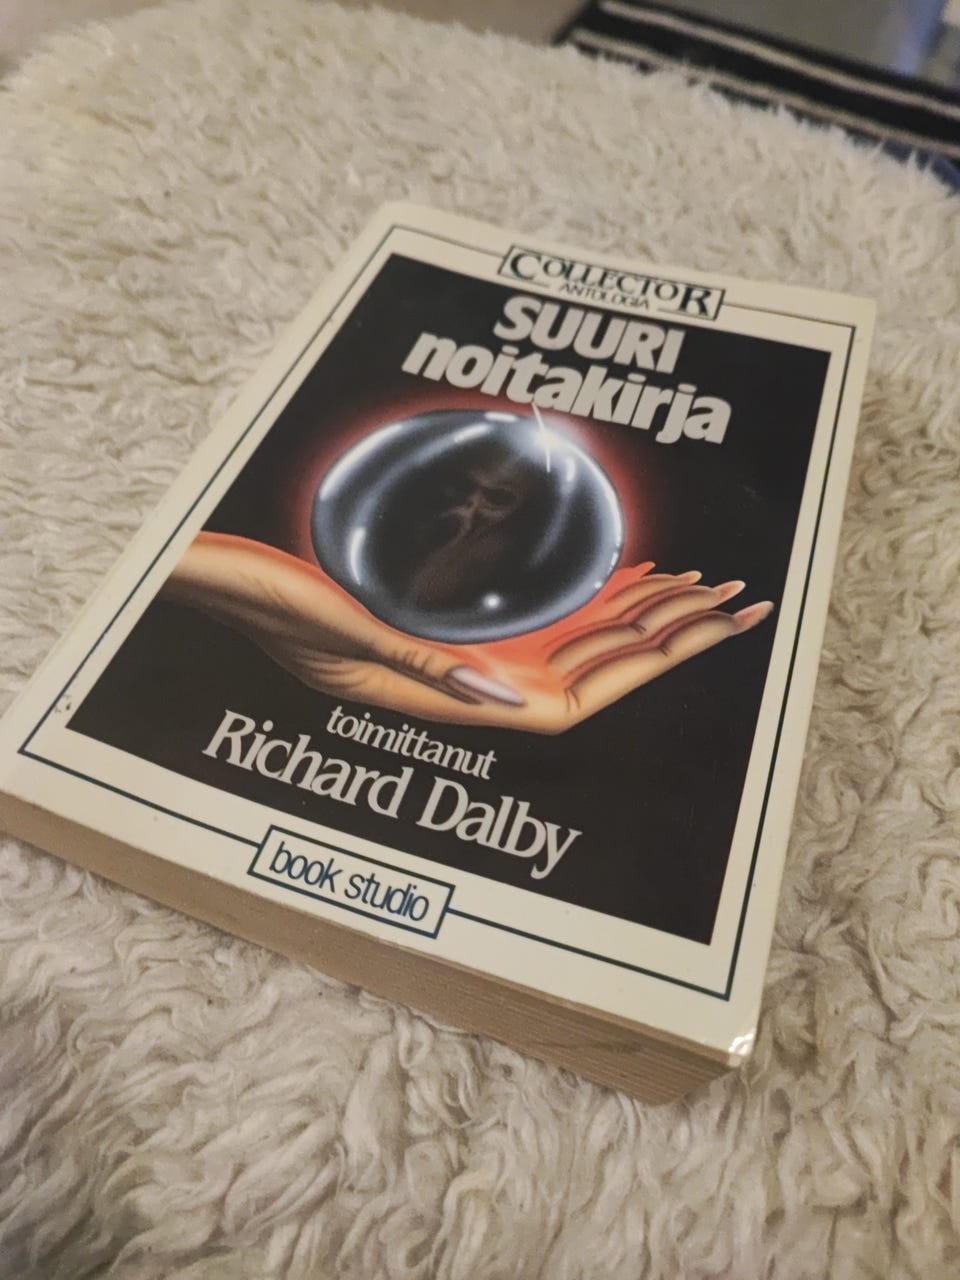 COLLECTOR
ANTOLOGIA
SUURI
noitakirja
toimittanut
Richard Dalby
book studio